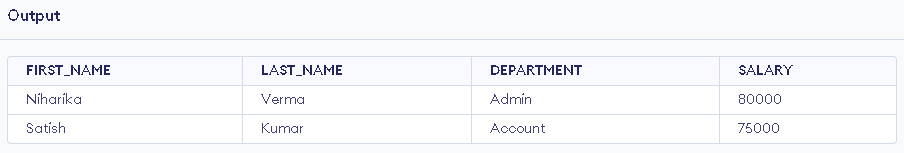 Output
FIRST_NAME LAST_NAME DEPARTMENT SALARY
Niharika Verma Admin 80000
Satish Kumar Account 75000